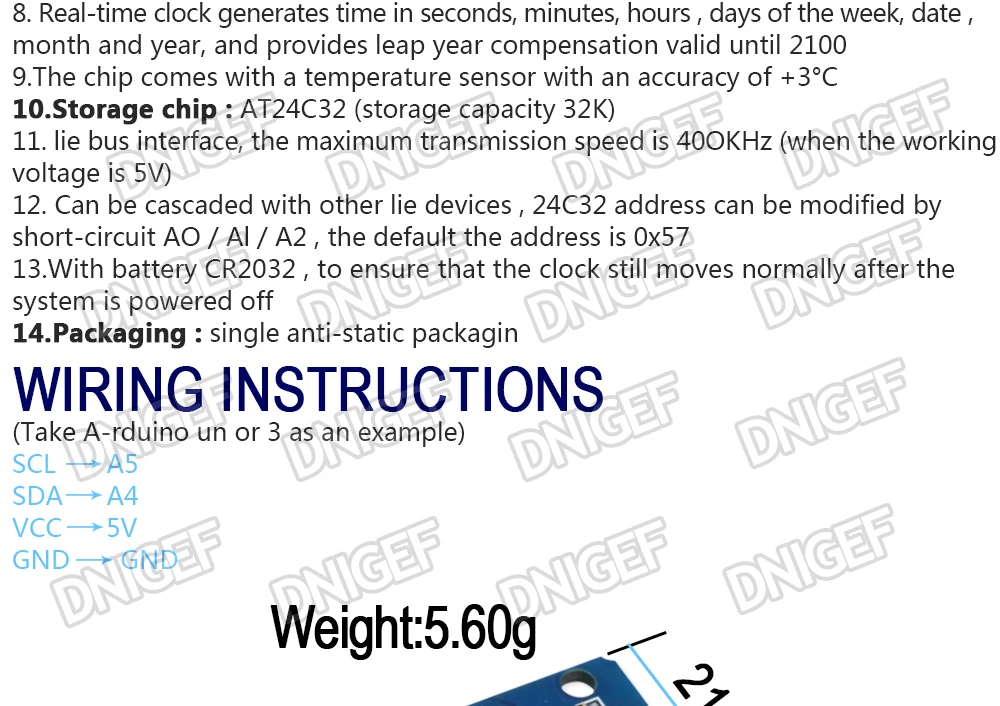 8. Real-time clock generates time in seconds, minutes, hours , days of the week, date ,
month and year, and provides leap year compensation valid until 2100
9.The chip comes with a temperature sensor with an accuracy of +3°C
10.Storage chip : AT24C32 (storage capacity 32K)
11. lie bus interface, the maximum transmission speed is 40OKHz (when the working
voltage is 5V)
12. Can be cascaded with other lie devices , 24C32 address can be modified by
short-circuit AO / AI / A2 , the default the address is 0x57
13.With battery CR2032 , to ensure that the clock still moves normally after the
system is powered off
14.Packaging : single anti-static packagin
WIRING INSTRUCTIONS
(Take A-rduino un or 3 as an example)
SCL → A5
SDA → A4
VCC → 5V
GND → GND
Weight:5.60g
21
DNIGEF DNIGEF DNIGEF DNIGEF
DNIGEF DNIGEF DNIGEF DNIGEF
DNIGEF DNIGEF DNIGEF DNIGEF
DNIGEF DNIGEF DNIGEF DNIGEF